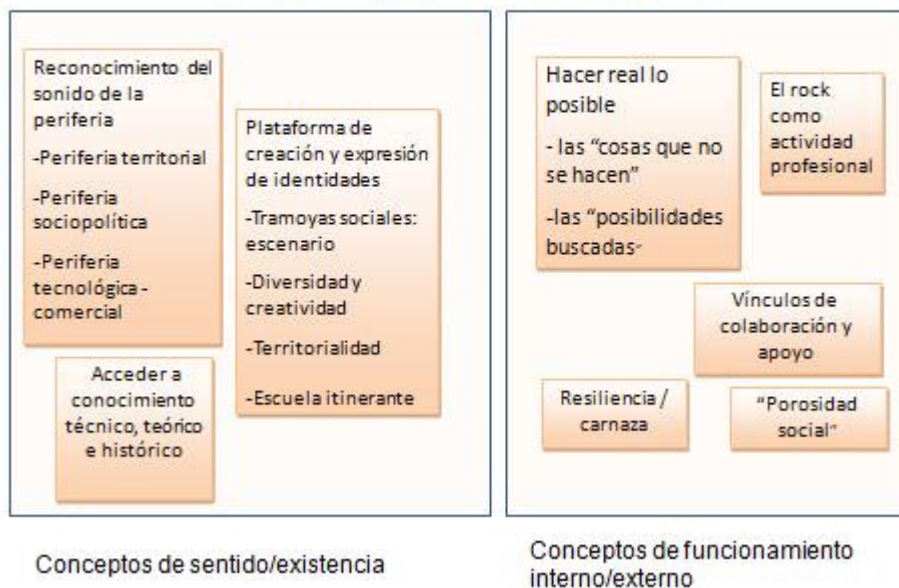 Reconocimiento del
sonido de la
periferia
-Periferia territorial
-Periferia
sociopolítica
-Periferia
tecnológica -
comercial
Plataforma de
creación y expresión
de identidades
-Tramoyas sociales:
escenario
-Diversidad y
creatividad
-Territorialidad
-Escuela itinerante
Acceder a
conocimiento
técnico, teórico
e histórico
Conceptos de sentido/existencia
Hacer real lo
posible
- las “cosas que no
se hacen”
-las “posibilidades
buscadas-
El rock
como
actividad
profesional
Vínculos de
colaboración y
apoyo
Resiliencia /
carnaza
“Porosidad
social”
Conceptos de funcionamiento
interno/externo